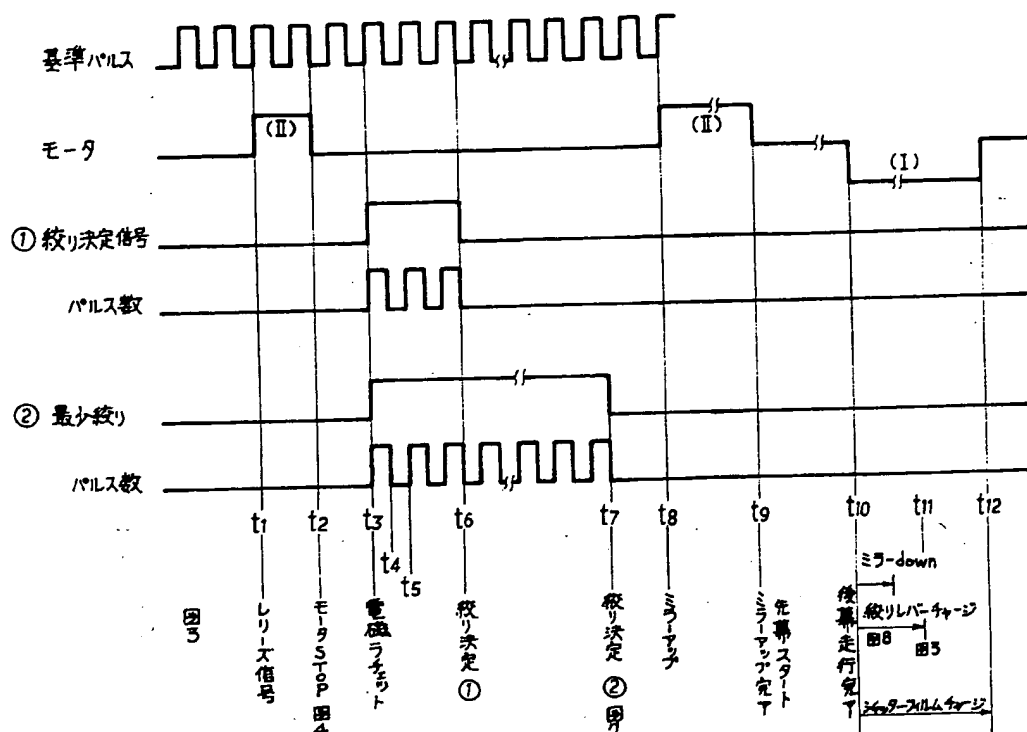 基準パルス
モータ
(II)
(II)
(I)
① 絞り決定信号
パルス数
② 最少絞り
パルス数
t1
t2
t3
t4
t5
t6
t7
t8
t9
t10
t11
t12
図3
レリーズ信号
モータSTOP 図4
電磁ラチェット
絞り決定①
絞り決定②
ミラーアップ
先幕スタート
ミラーアップ完了
後幕走行完了
ミラーdown
絞りレバーチャージ
図8
図3
シャッターフィルムチャージ